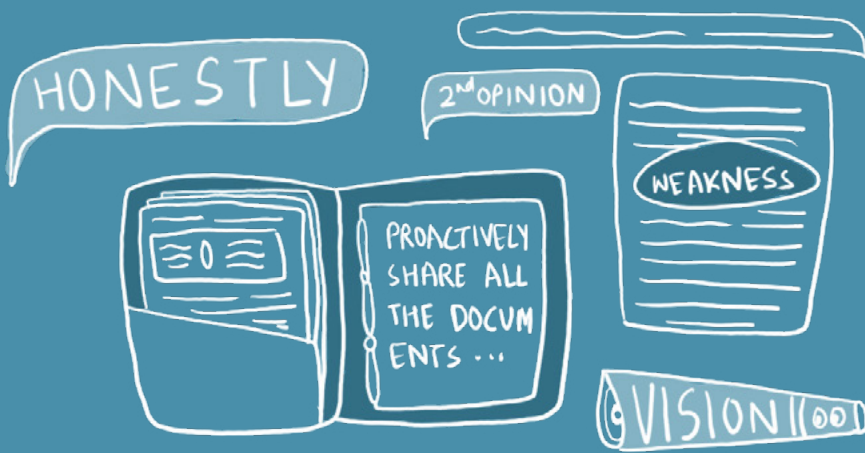 HONESTLY
2nd OPINION
WEAKNESS
PROACTIVELY
SHARE ALL
THE DOCUM
ENTS ...
VISION